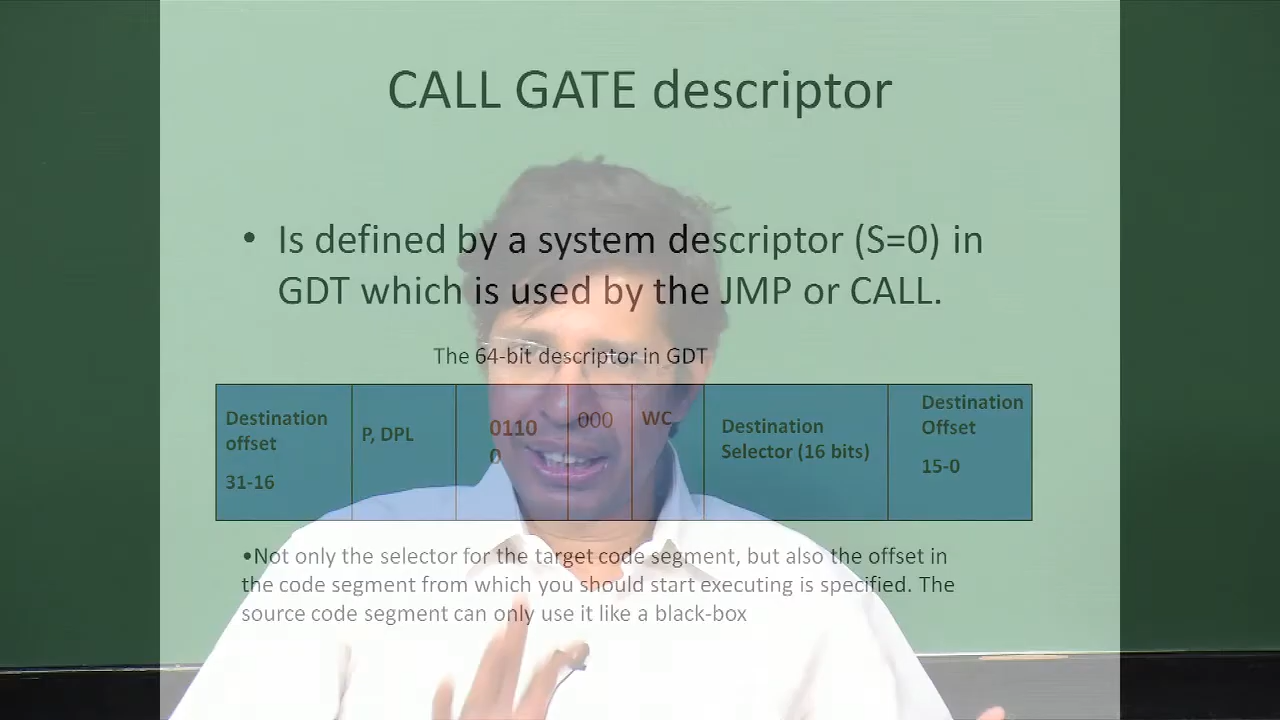 CALL GATE descriptor
• Is defined by a system descriptor (S=0) in
GDT which is used by the JMP or CALL.
The 64-bit descriptor in GDT
Destination
offset
31-16
P, DPL
0110
0
000
WC
Destination
Selector (16 bits)
Destination
Offset
15-0
•Not only the selector for the target code segment, but also the offset in
the code segment from which you should start executing is specified. The
source code segment can only use it like a black-box